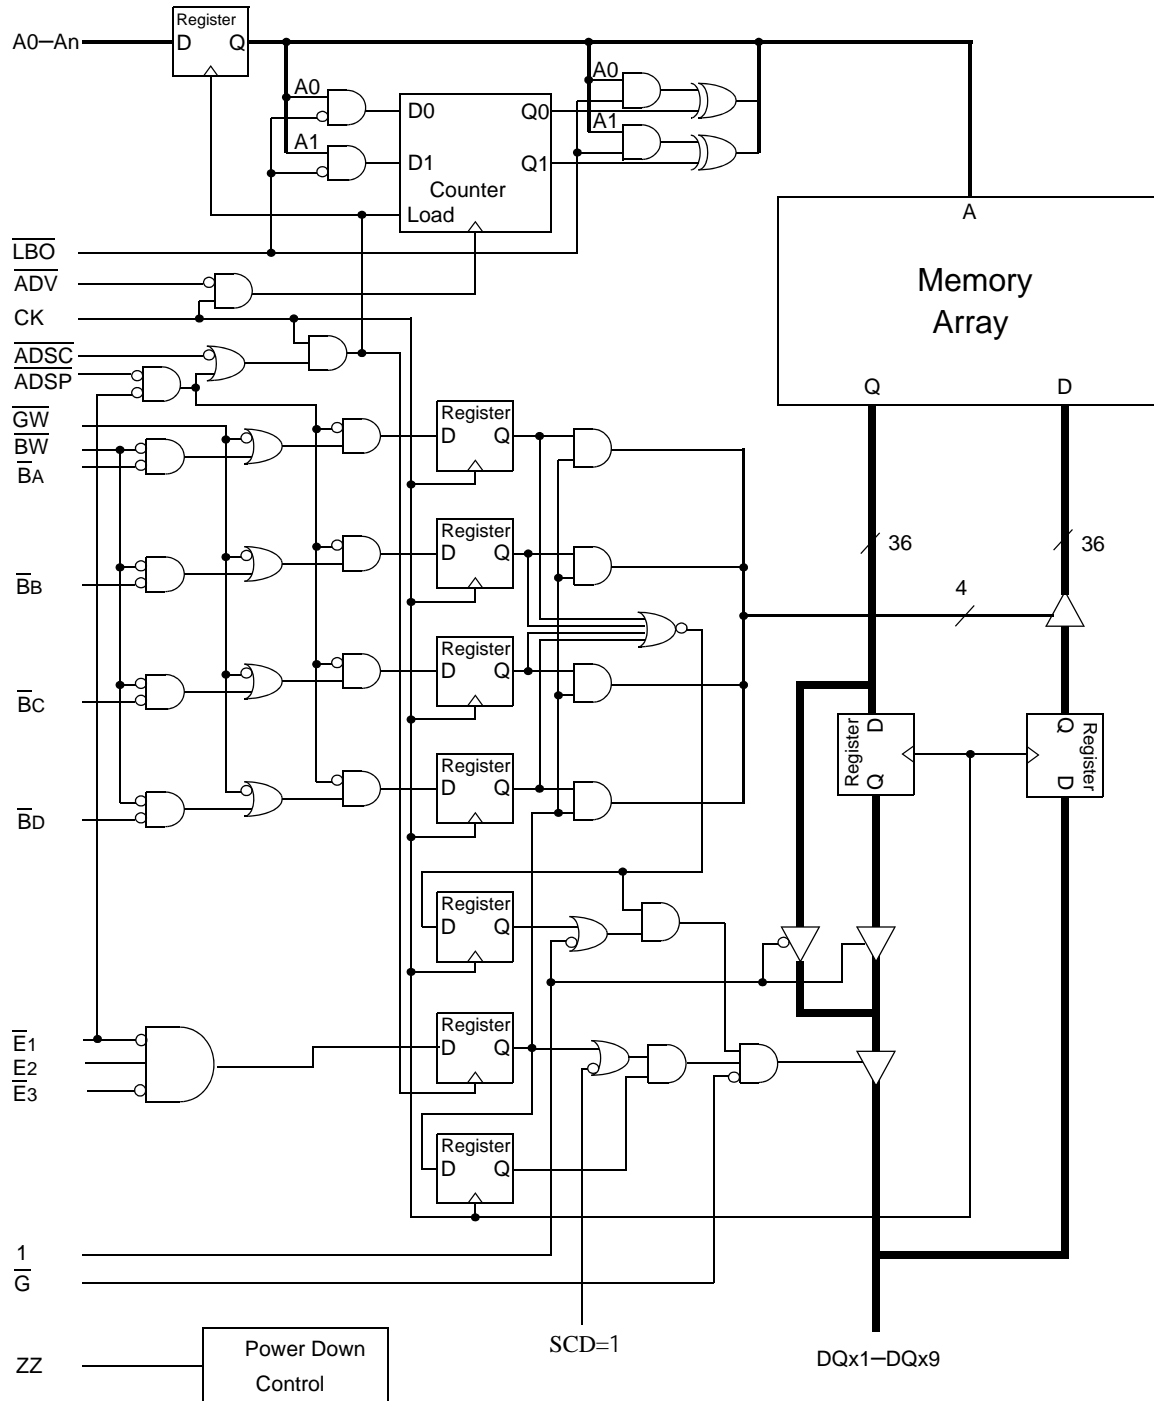 Register
A0–An
D Q
A0
A0
D0
Q0
A1
A1
D1
Q1
Counter
Load
A
LBO
ADV
Memory
Array
CK
ADSC
ADSP
Q D
GW
BW
BA
Register
D Q
Register
D Q
36
36
BB
4
Register
D Q
BC
Register
D
Q
Register
Q
D
Register
D Q
BD
Register
D Q
Register
D Q
E1
E2
E3
Register
D Q
1
G
SCD=1
DQx1–DQx9
ZZ
Power Down
Control